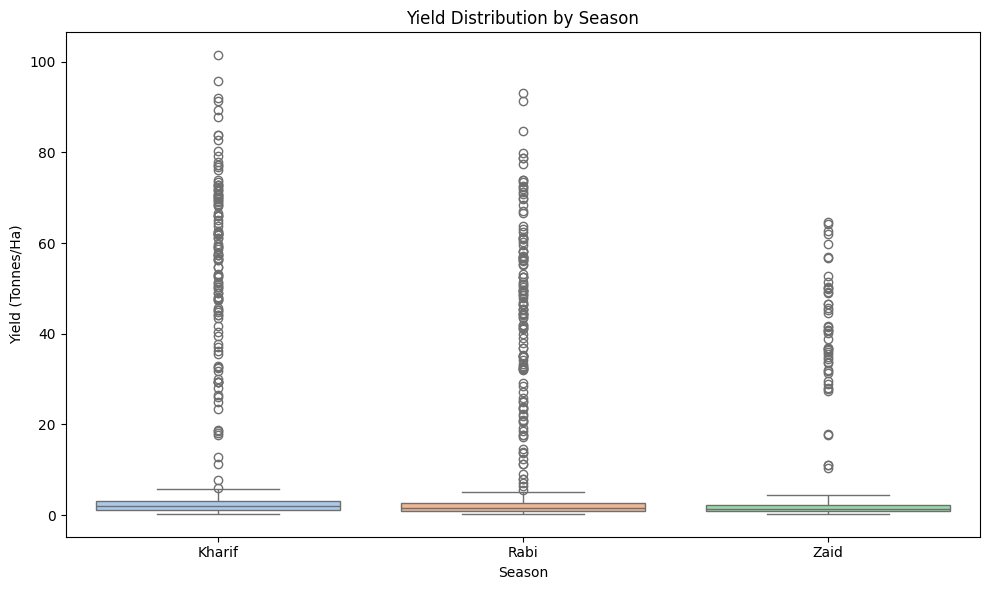 Yield Distribution by Season
Yield (Tonnes/Ha)
100
80
60
40
20
0
Kharif Rabi Zaid
Season